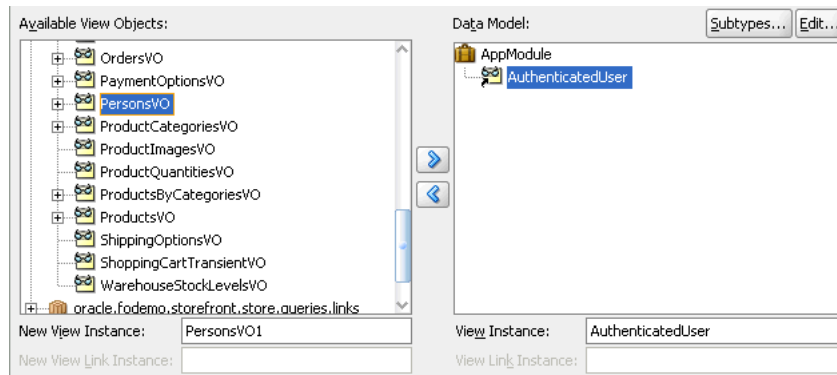 Available View Objects:
OrdersVO
PaymentOptionsVO
PersonsVO
ProductCategoriesVO
ProductImagesVO
ProductQuantitiesVO
ProductsByCategoriesVO
ProductsVO
ShippingOptionsVO
ShoppingCartTransientVO
WarehouseStockLevelsVO
oracle.fodemo.storefront.store.queries.links
New View Instance: PersonsVO1
New View Link Instance:
Data Model:
Subtypes... Edit...
AppModule
AuthenticatedUser
View Instance: AuthenticatedUser
View Link Instance: